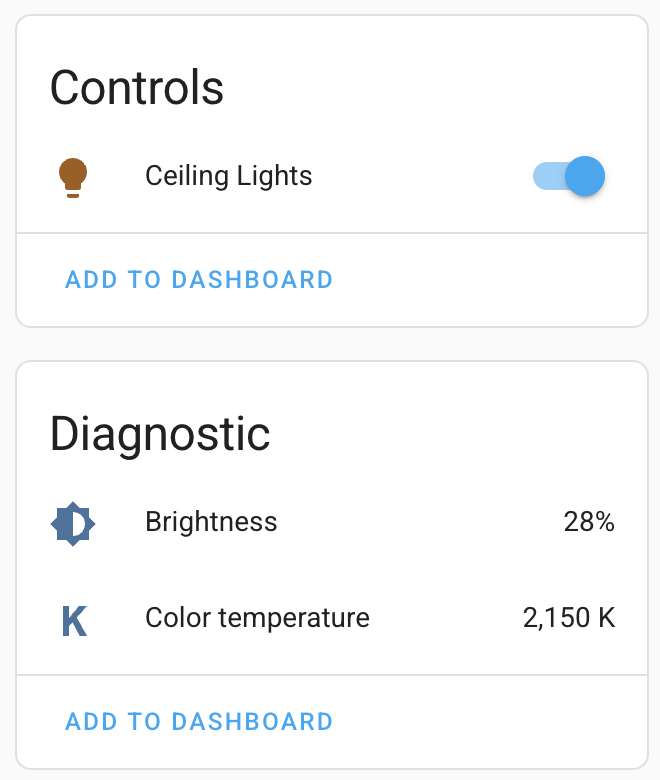 Controls
Ceiling Lights
ADD TO DASHBOARD
Diagnostic
Brightness 28%
K Color temperature 2,150 K
ADD TO DASHBOARD